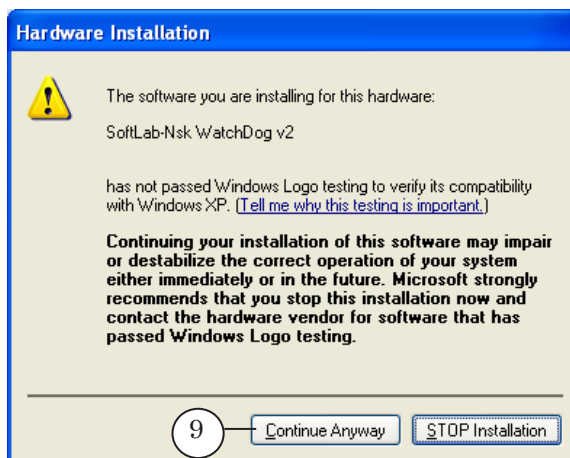 Hardware Installation
The software you are installing for this hardware:
SoftLab-Nsk WatchDog v2
has not passed Windows Logo testing to verify its compatibility
with Windows XP. (Tell me why this testing is important.)
Continuing your installation of this software may impair
or destabilize the correct operation of your system
either immediately or in the future. Microsoft strongly
recommends that you stop this installation now and
contact the hardware vendor for software that has
passed Windows Logo testing.
9 Continue Anyway STOP Installation